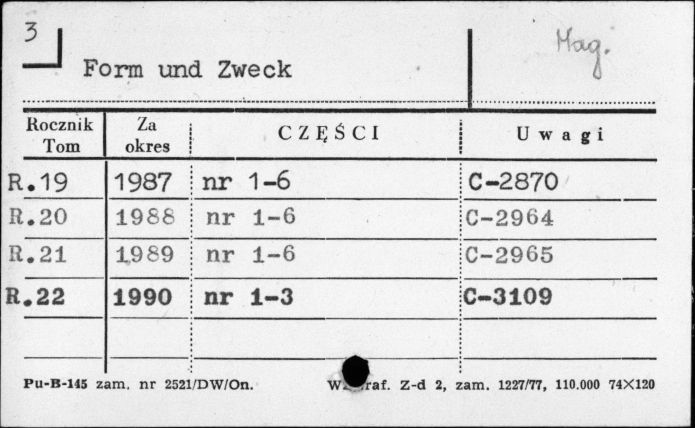 3
Mag.
Form und Zweck
Rocznik Tom Za okres CZĘŚCI Uwagi
R.19 1987 nr 1-6 C-2870
R.20 1988 nr 1-6 C-2964
R.21 1989 nr 1-6 C-2965
R.22 1990 nr 1-3 C-3109
Pu-B-145 zam. nr 2521/DW/On. raf. Z-d 2, zam. 1227/77, 110.000 74×120